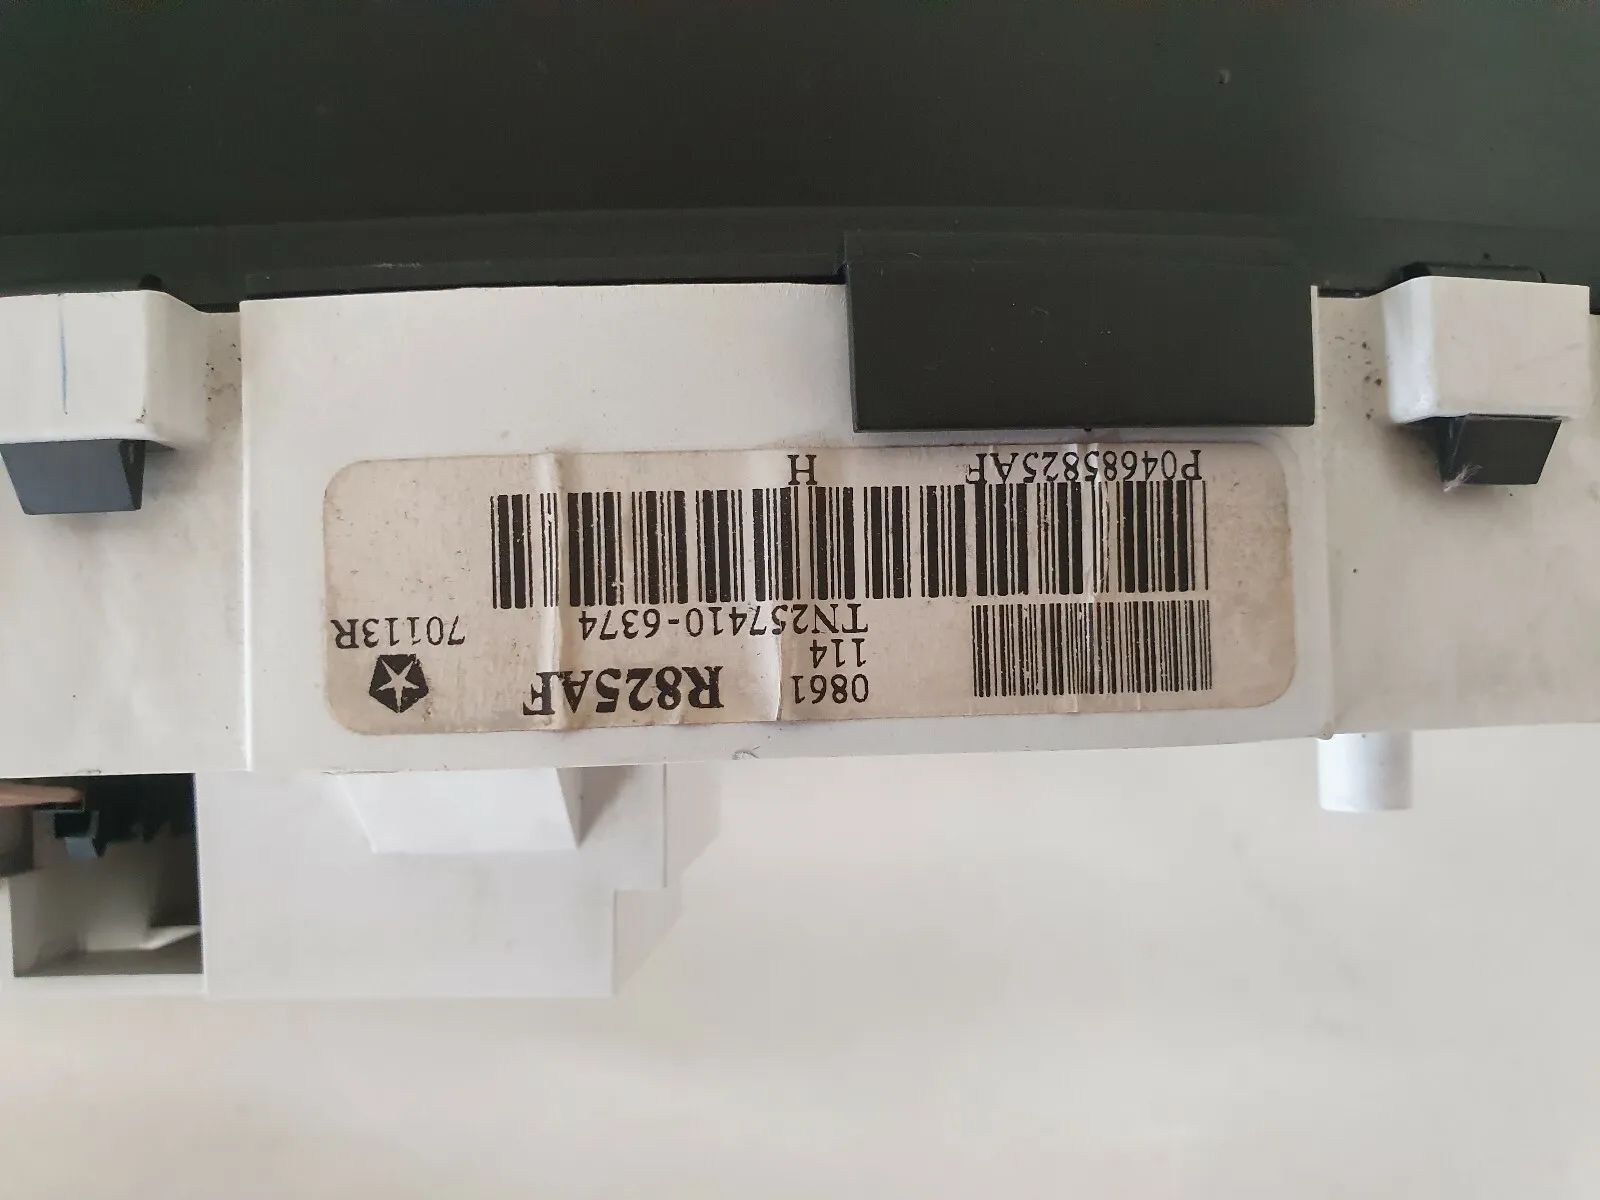 0861 R825AF
114
TN257410-6374 70113R
P04685825AF H